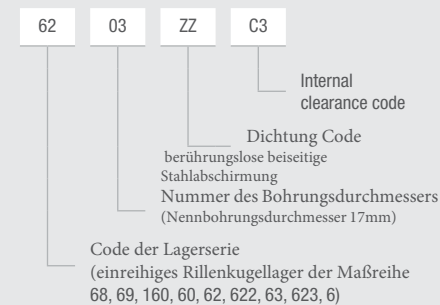 62 03 ZZ C3
Internal
clearance code
Dichtung Code
berührungslose beiseitige
Stahlabschirmung
Nummer des Bohrungsdurchmessers
(Nennbohrungsdurchmesser 17mm)
Code der Lagerserie
(einreihiges Rillenkugellager der Maßreihe
68, 69, 160, 60, 62, 622, 63, 623, 6)